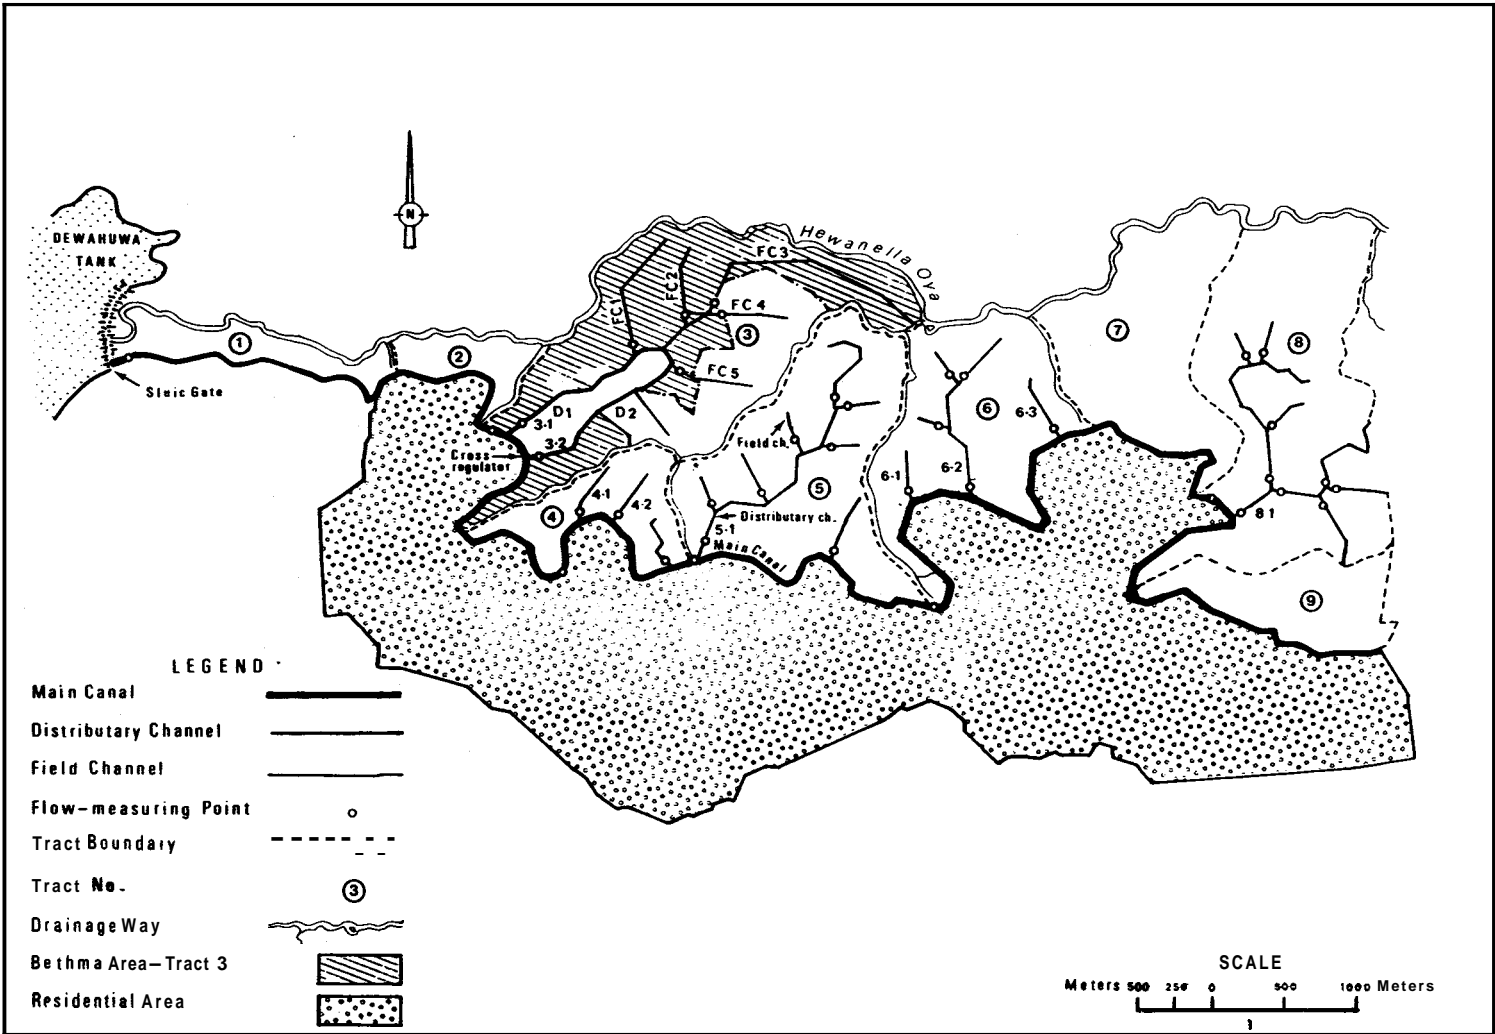 N
DEWAHUWA
TANK
Hewanella Oya
FC3
FC2
FC1
FC4
FC5
1
2
3
7
8
Sluic Gate
D1
D2
3·1
3·2
Cross
regulator
6
6·3
Field ch.
4·1
4·2
4
5
6·1
6·2
8 1
Distributary ch.
5·1
Main Canal
9
LEGEND
Main Canal
Distributary Channel
Field Channel
Flow-measuring Point
Tract Boundary
Tract No.
3
Drainage Way
Bethma Area–Tract 3
Residential Area
SCALE
Meters 500 250 0 500 1000 Meters